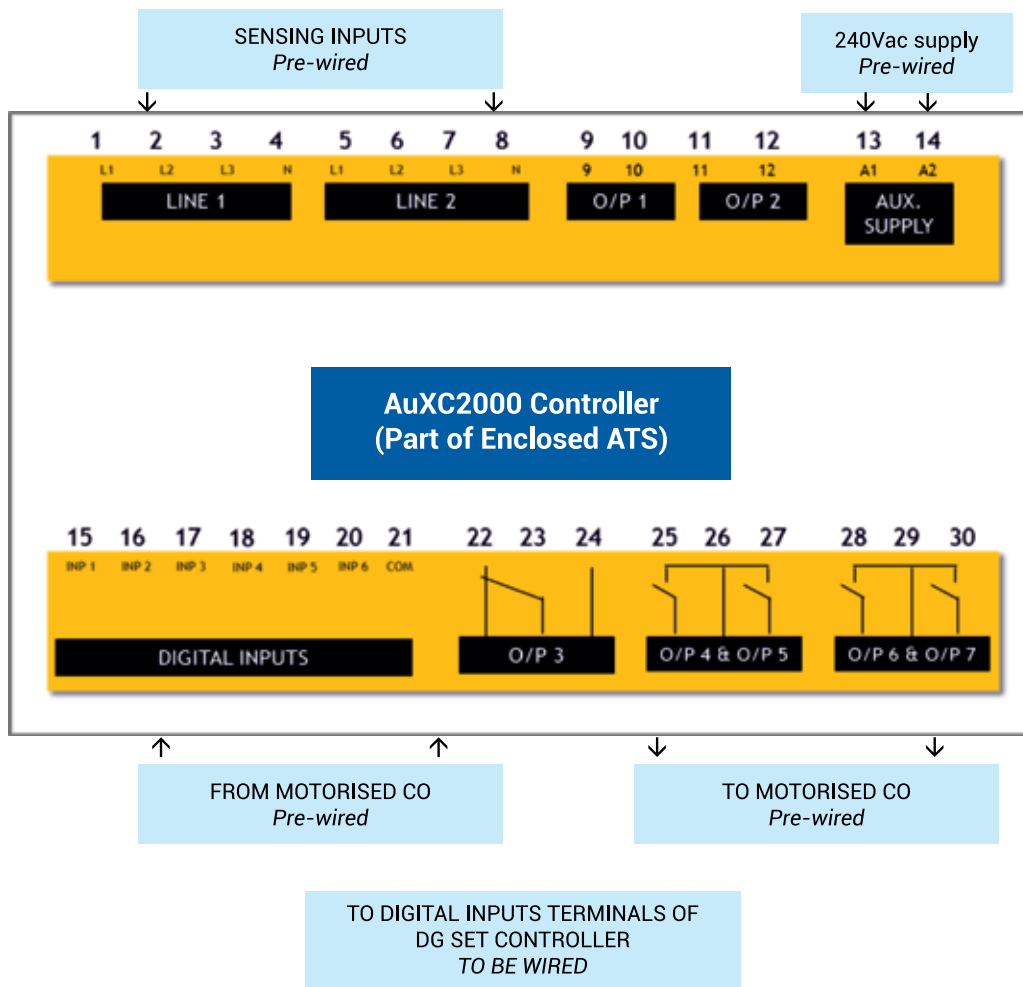 SENSING INPUTS
Pre-wired
240Vac supply
Pre-wired
1 2 3 4 5 6 7 8 9 10 11 12 13 14
L1 L2 L3 N L1 L2 L3 N 9 10 11 12 A1 A2
LINE 1 LINE 2 O/P 1 O/P 2 AUX.
SUPPLY
AuXC2000 Controller
(Part of Enclosed ATS)
15 16 17 18 19 20 21 22 23 24 25 26 27 28 29 30
INP 1 INP 2 INP 3 INP 4 INP 5 INP 6 COM
DIGITAL INPUTS O/P 3 O/P 4 & O/P 5 O/P 6 & O/P 7
FROM MOTORISED CO
Pre-wired
TO MOTORISED CO
Pre-wired
TO DIGITAL INPUTS TERMINALS OF
DG SET CONTROLLER
TO BE WIRED